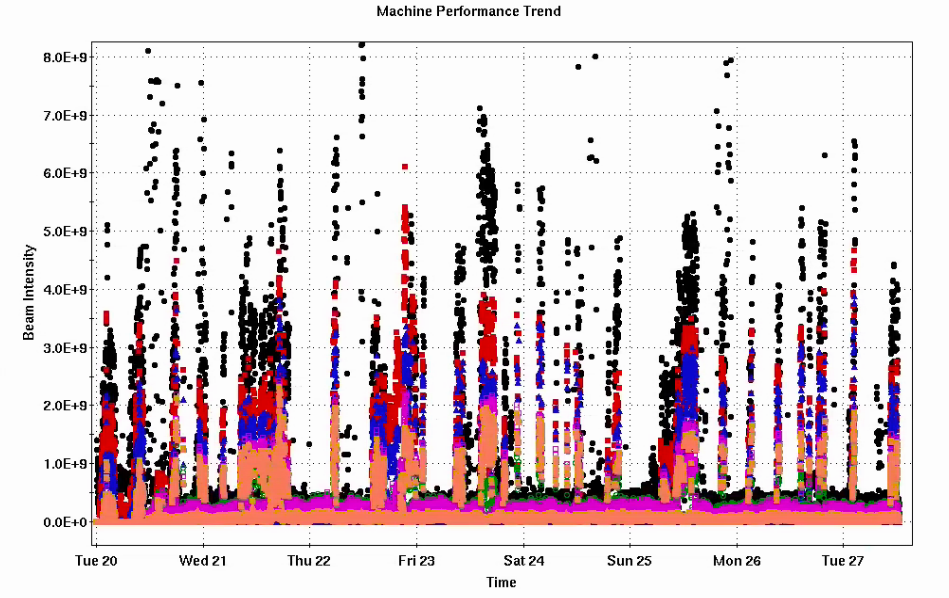 Machine Performance Trend
8.0E+9
7.0E+9
6.0E+9
5.0E+9
4.0E+9
3.0E+9
2.0E+9
1.0E+9
0.0E+0
Beam Intensity
Tue 20 Wed 21 Thu 22 Fri 23 Sat 24 Sun 25 Mon 26 Tue 27
Time